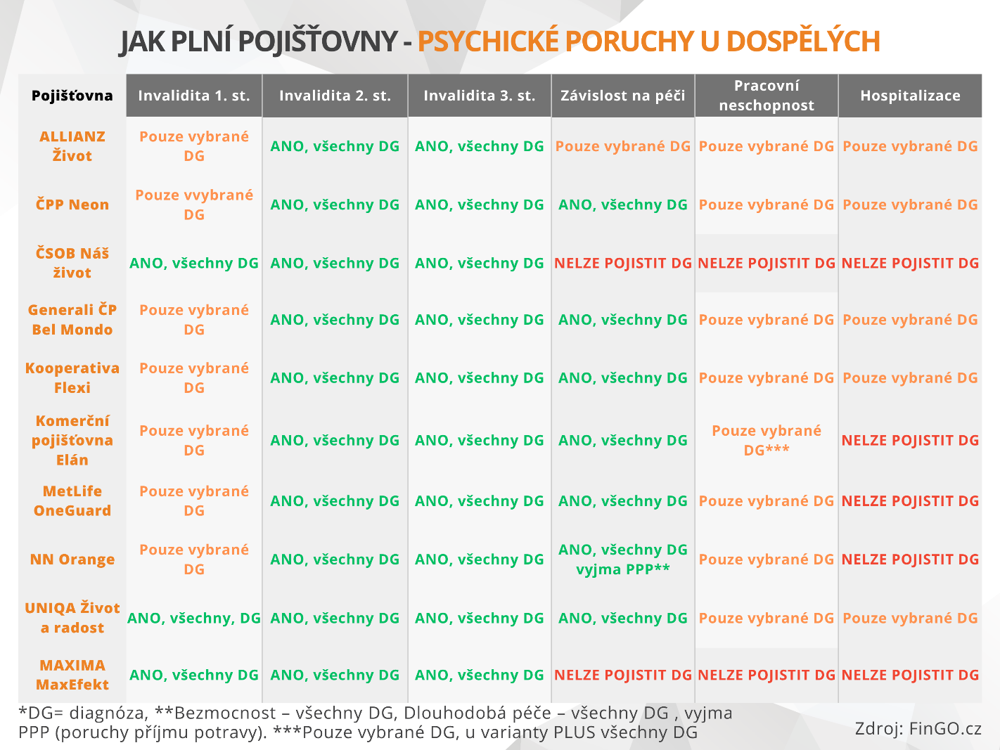 JAK PLNÍ POJIŠŤOVNY - PSYCHICKÉ PORUCHY U DOSPĚLÝCH
Pojišťovna
Invalidita 1. st.
Invalidita 2. st.
Invalidita 3. st.
Závislost na péči
Pracovní
neschopnost
Hospitalizace
ALLIANZ
Život
Pouze vybrané
DG
ANO, všechny DG
ANO, všechny DG
Pouze vybrané DG
Pouze vybrané DG
Pouze vybrané DG
ČPP Neon
Pouze vvybrané
DG
ANO, všechny DG
ANO, všechny DG
ANO, všechny DG
Pouze vybrané DG
Pouze vybrané DG
ČSOB Náš
život
ANO, všechny DG
ANO, všechny DG
ANO, všechny DG
NELZE POJISTIT DG
NELZE POJISTIT DG
NELZE POJISTIT DG
Generali ČP
Bel Mondo
Pouze vybrané
DG
ANO, všechny DG
ANO, všechny DG
ANO, všechny DG
Pouze vybrané DG
Pouze vybrané DG
Kooperativa
Flexi
Pouze vybrané
DG
ANO, všechny DG
ANO, všechny DG
ANO, všechny DG
Pouze vybrané DG
Pouze vybrané DG
Komerční
pojišťovna
Elán
Pouze vybrané
DG
ANO, všechny DG
ANO, všechny DG
ANO, všechny DG
Pouze vybrané
DG***
NELZE POJISTIT DG
MetLife
OneGuard
Pouze vybrané
DG
ANO, všechny DG
ANO, všechny DG
ANO, všechny DG
Pouze vybrané DG
NELZE POJISTIT DG
NN Orange
Pouze vybrané
DG
ANO, všechny DG
ANO, všechny DG
ANO, všechny DG
vyjma PPP**
Pouze vybrané DG
NELZE POJISTIT DG
UNIQA Život
a radost
ANO, všechny, DG
ANO, všechny DG
ANO, všechny DG
ANO, všechny DG
Pouze vybrané DG
Pouze vybrané DG
MAXIMA
MaxEfekt
ANO, všechny DG
ANO, všechny DG
ANO, všechny DG
NELZE POJISTIT DG
NELZE POJISTIT DG
NELZE POJISTIT DG
*DG= diagnóza, **Bezmocnost – všechny DG, Dlouhodobá péče – všechny DG , vyjma
PPP (poruchy příjmu potravy). ***Pouze vybrané DG, u varianty PLUS všechny DG
Zdroj: FinGO.cz